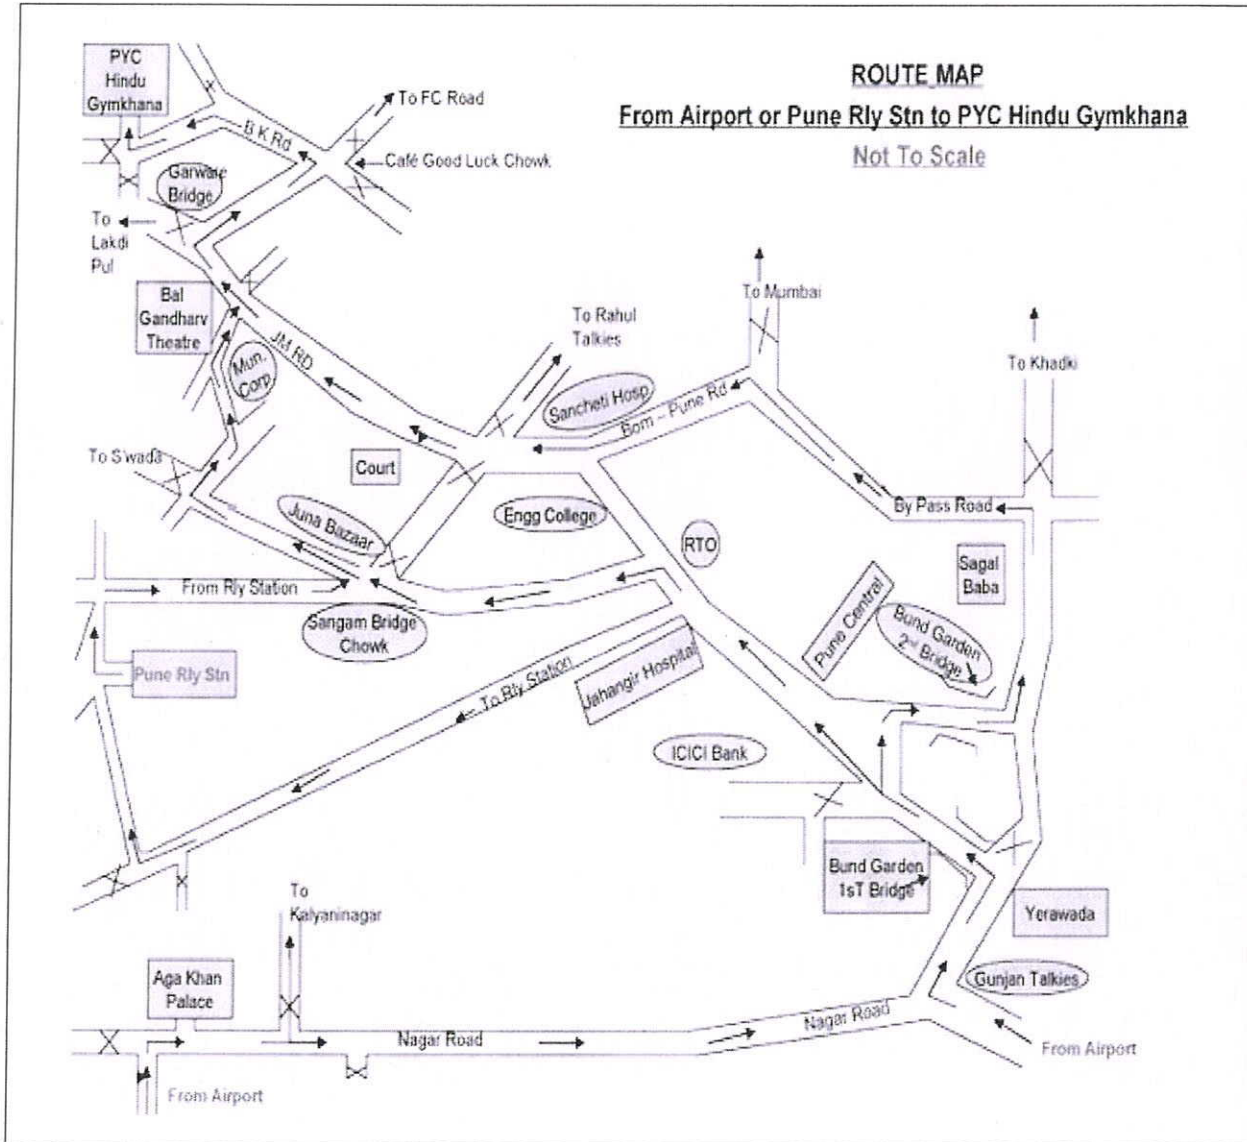 PYC
Hindu
Gymkhana
ROUTE MAP
From Airport or Pune Rly Stn to PYC Hindu Gymkhana
Not To Scale
To FC Road
B K Rd
Café Good Luck Chowk
Garware
Bridge
To
Lakdi
Pul
Bal
Gandharv
Theatre
Mun.
Corp
JM RD
To Rahul
Talkies
To Mumbai
To Khadki
Sancheti Hosp
Bom – Pune Rd
To S'wada
Court
Juna Bazaar
Engg College
RTO
By Pass Road
Sagal
Baba
Pune Central
Bund Garden
2nd Bridge
From Rly Station
Sangam Bridge
Chowk
Pune Rly Stn
To Rly Station
Jahangir Hospital
ICICI Bank
Bund Garden
1sT Bridge
Yerawada
To
Kalyaninagar
Aga Khan
Palace
Gunjan Talkies
Nagar Road
Nagar Road
From Airport
From Airport